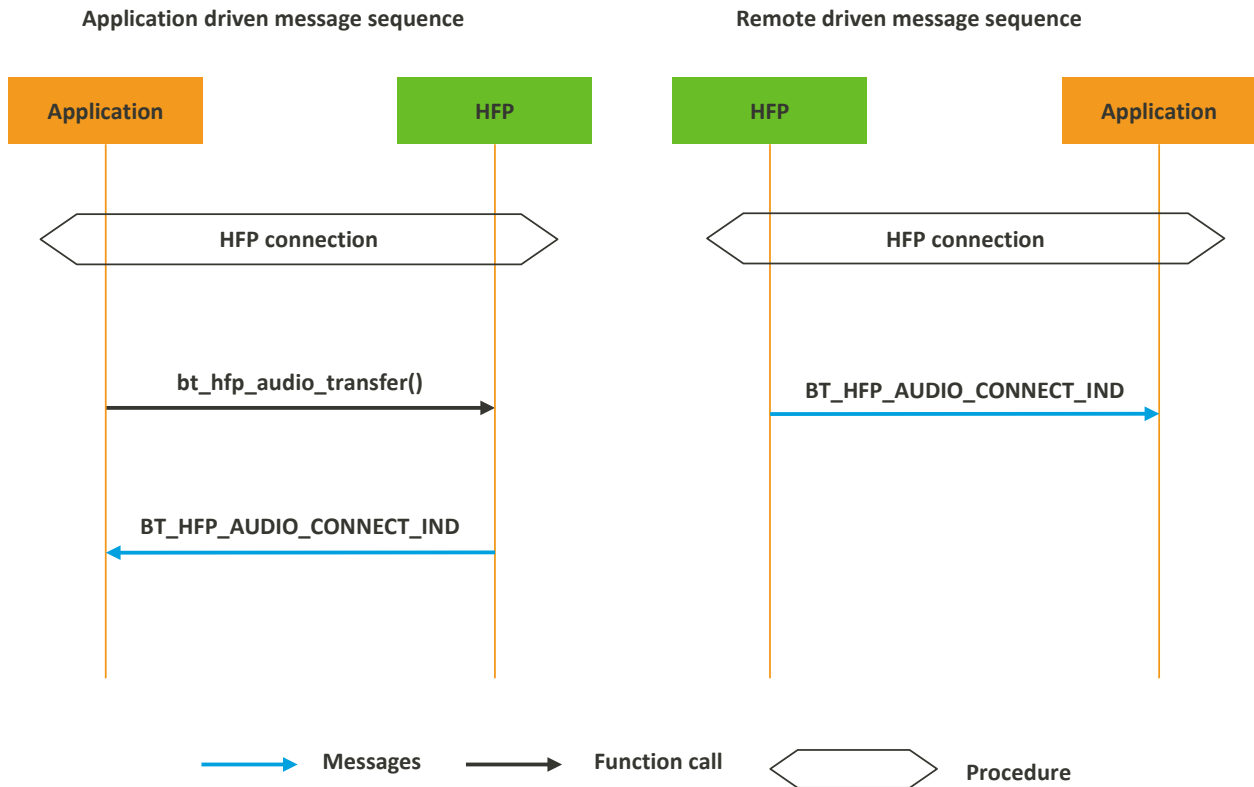 Application driven message sequence
Remote driven message sequence
Application
HFP
HFP
Application
HFP connection
HFP connection
bt_hfp_audio_transfer()
BT_HFP_AUDIO_CONNECT_IND
BT_HFP_AUDIO_CONNECT_IND
Messages
Function call
Procedure